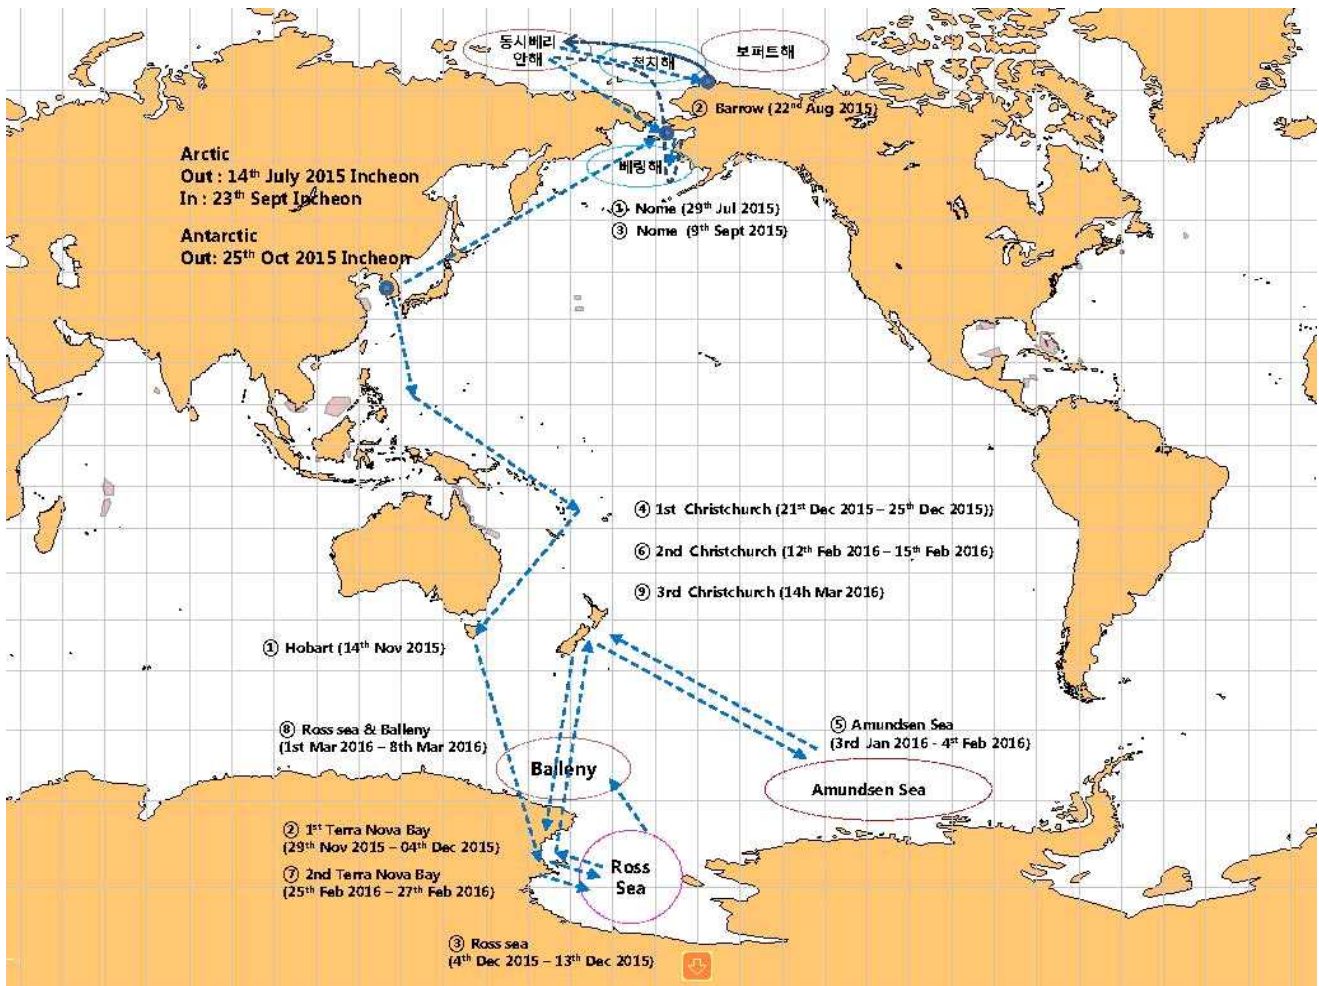 동시베리
안해
척치해
보퍼트해
② Barrow (22nd Aug 2015)
베링해
Arctic
Out : 14th July 2015 Incheon
In : 23th Sept Incheon
① Nome (29th Jul 2015)
③ Nome (9th Sept 2015)
Antarctic
Out: 25th Oct 2015 Incheon
④ 1st Christchurch (21st Dec 2015 – 25th Dec 2015))
⑥ 2nd Christchurch (12th Feb 2016 – 15th Feb 2016)
⑨ 3rd Christchurch (14h Mar 2016)
① Hobart (14th Nov 2015)
⑧ Ross sea & Balleny
(1st Mar 2016 – 8th Mar 2016)
⑤ Amundsen Sea
(3rd Jan 2016 - 4st Feb 2016)
Balleny
Amundsen Sea
② 1st Terra Nova Bay
(29th Nov 2015 – 04th Dec 2015)
⑦ 2nd Terra Nova Bay
(25th Feb 2016 – 27th Feb 2016)
Ross
Sea
③ Ross sea
(4th Dec 2015 – 13th Dec 2015)